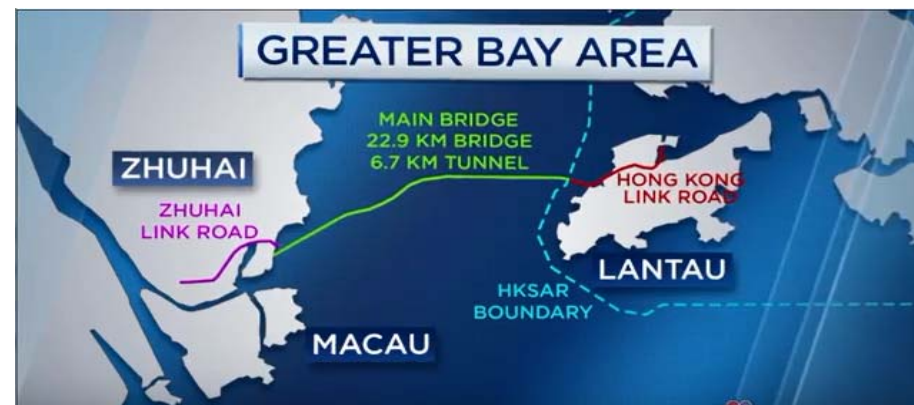 GREATER BAY AREA
MAIN BRIDGE
22.9 KM BRIDGE
6.7 KM TUNNEL
ZHUHAI
ZHUHAI
LINK ROAD
HONG KONG
LINK ROAD
LANTAU
HKSAR
BOUNDARY
MACAU